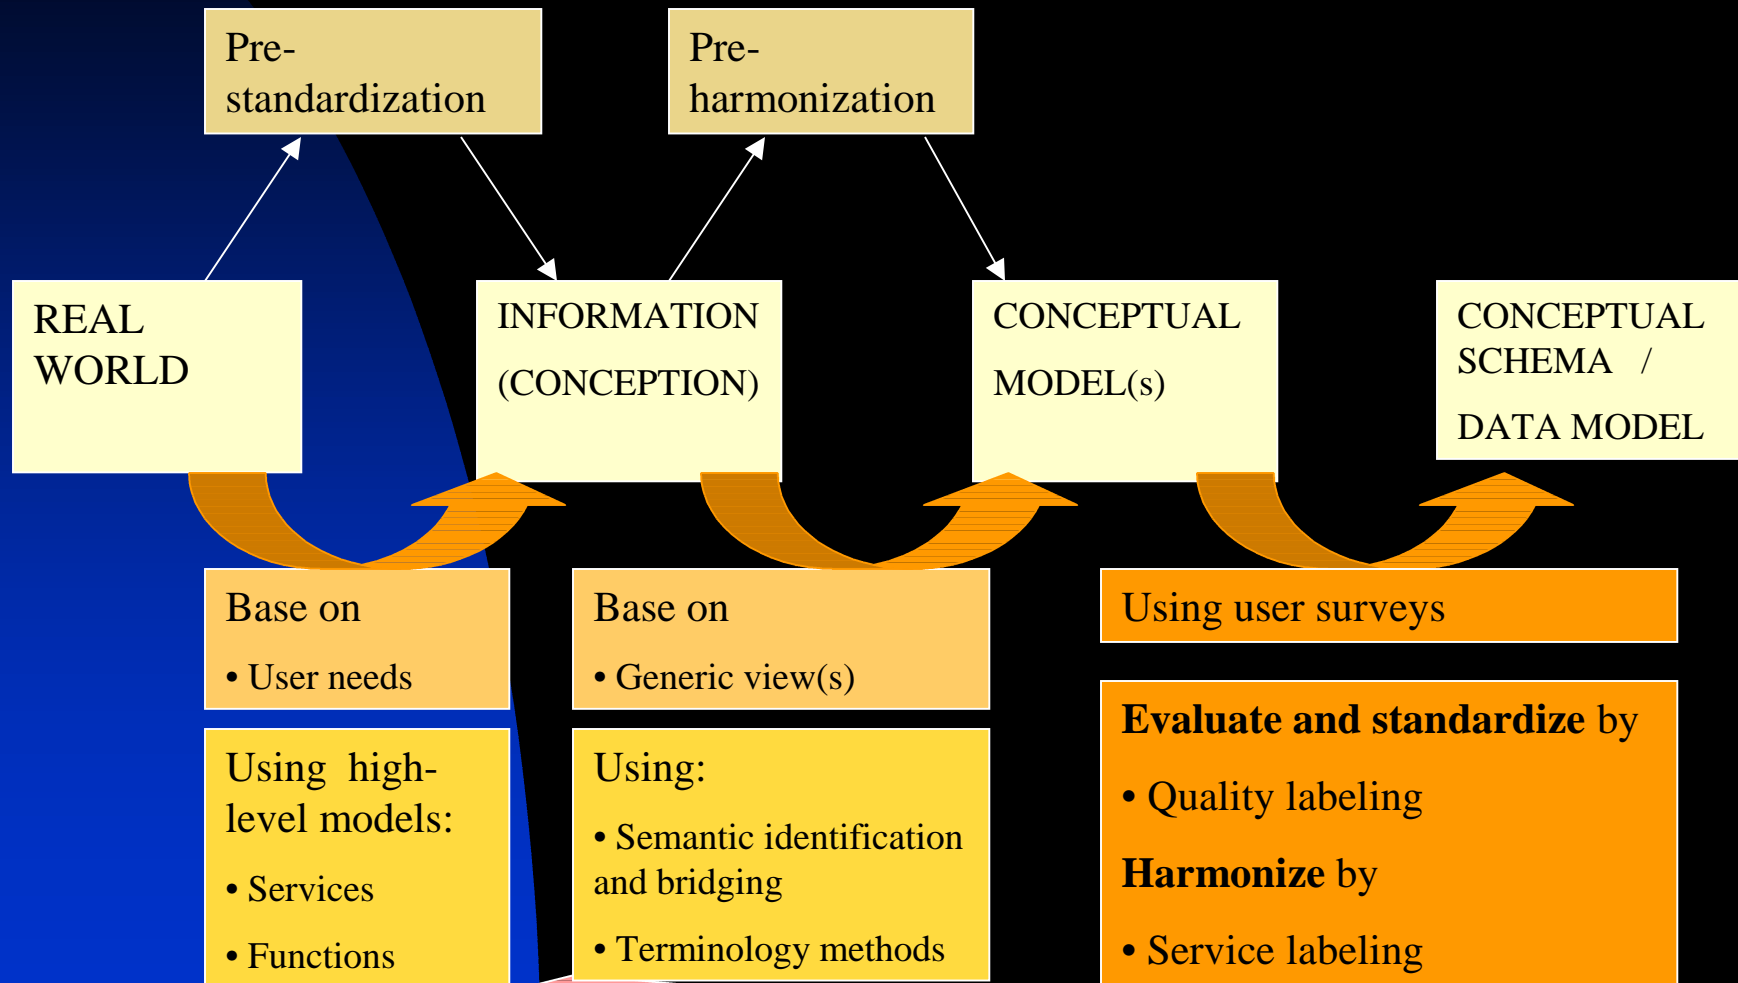 Pre-
standardization
Pre-
harmonization
REAL
WORLD
INFORMATION
(CONCEPTION)
CONCEPTUAL
MODEL(s)
CONCEPTUAL
SCHEMA /
DATA MODEL
Base on
• User needs
Using high-
level models:
• Services
• Functions
Base on
• Generic view(s)
Using:
• Semantic identification
and bridging
• Terminology methods
Using user surveys
Evaluate and standardize by
• Quality labeling
Harmonize by
• Service labeling